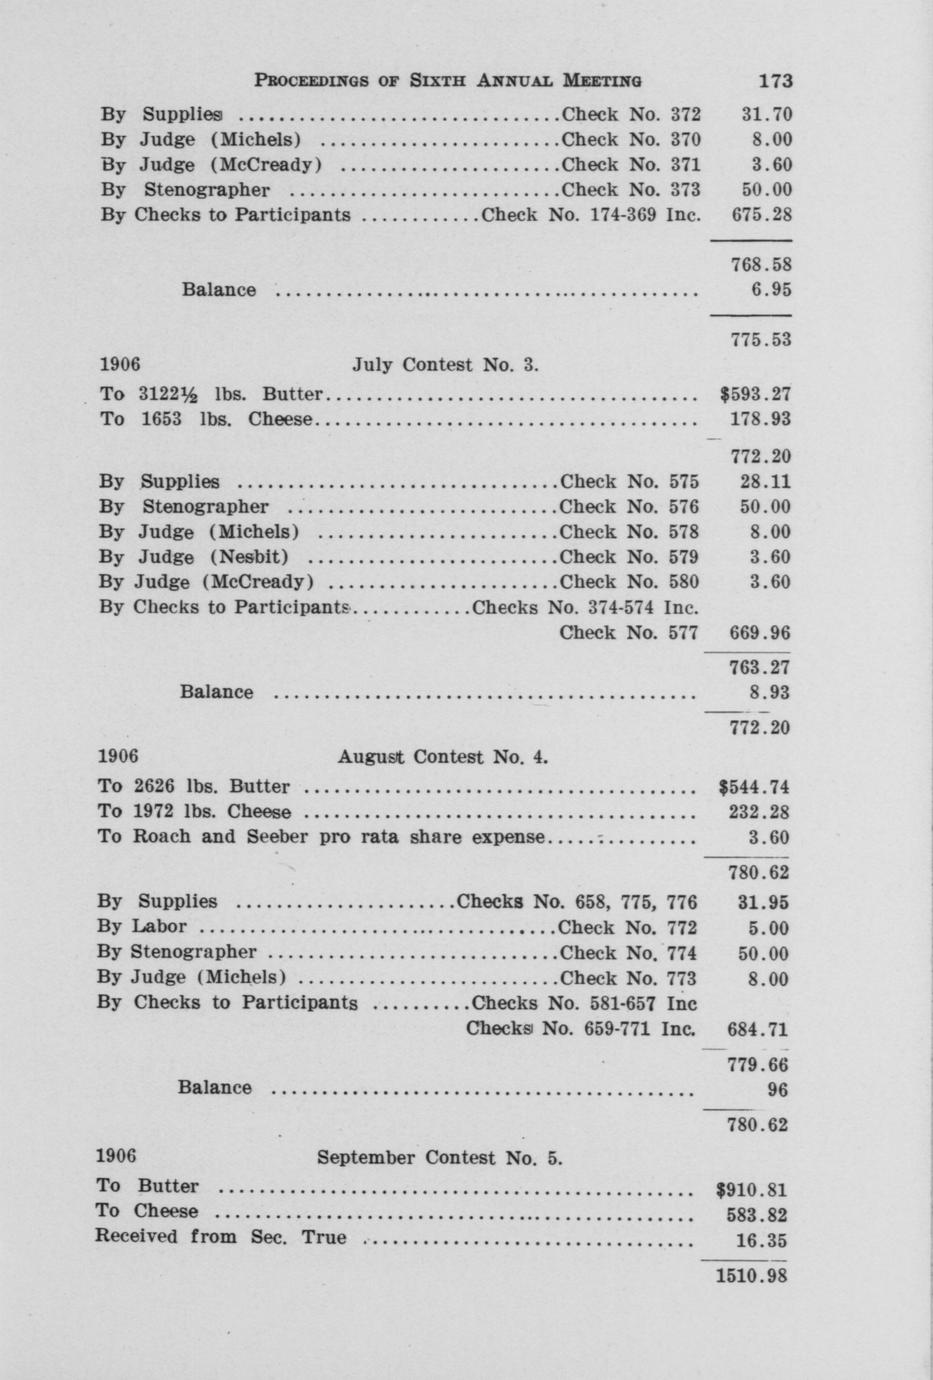 PROCEEDINGS OF SIXTH ANNUAL MEETING 173
By Supplies ................................Check No. 372 31.70
By Judge (Michels) ........................Check No. 370 8.00
By Judge (McCready) ......................Check No. 371 3.60
By Stenographer ...........................Check No. 373 50.00
By Checks to Participants ............Check No. 174-369 Inc. 675.28
768.58
Balance .......................................... 6.95
775.53
1906 July Contest No. 3.
To 3122½ lbs. Butter..................................... $593.27
To 1653 lbs. Cheese...................................... 178.93
772.20
By Supplies ................................Check No. 575 28.11
By Stenographer ...........................Check No. 576 50.00
By Judge (Michels) ........................Check No. 578 8.00
By Judge (Nesbit) .........................Check No. 579 3.60
By Judge (McCready) .......................Check No. 580 3.60
By Checks to Participants............Checks No. 374-574 Inc.
Check No. 577 669.96
763.27
Balance .......................................... 8.93
772.20
1906 August Contest No. 4.
To 2626 lbs. Butter ....................................... $544.74
To 1972 lbs. Cheese ....................................... 232.28
To Roach and Seeber pro rata share expense............... 3.60
780.62
By Supplies ......................Checks No. 658, 775, 776 31.95
By Labor ...................................Check No. 772 5.00
By Stenographer .............................Check No. 774 50.00
By Judge (Michels) ..........................Check No. 773 8.00
By Checks to Participants ..........Checks No. 581-657 Inc
Checks No. 659-771 Inc. 684.71
779.66
Balance .......................................... 96
780.62
1906 September Contest No. 5.
To Butter ............................................... $910.81
To Cheese ................................................ 583.82
Received from Sec. True ................................. 16.35
1510.98